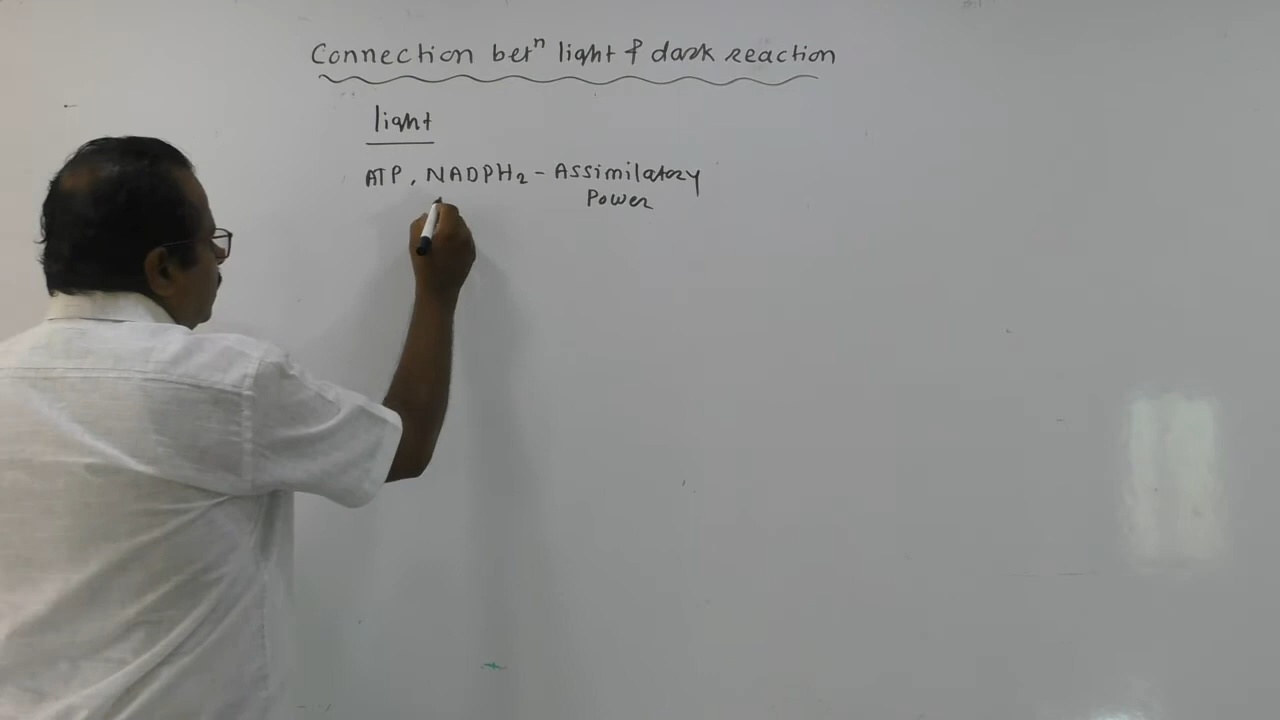 Connection betⁿ light & dark reaction
light
ATP, NADPH₂ - Assimilatory
Power